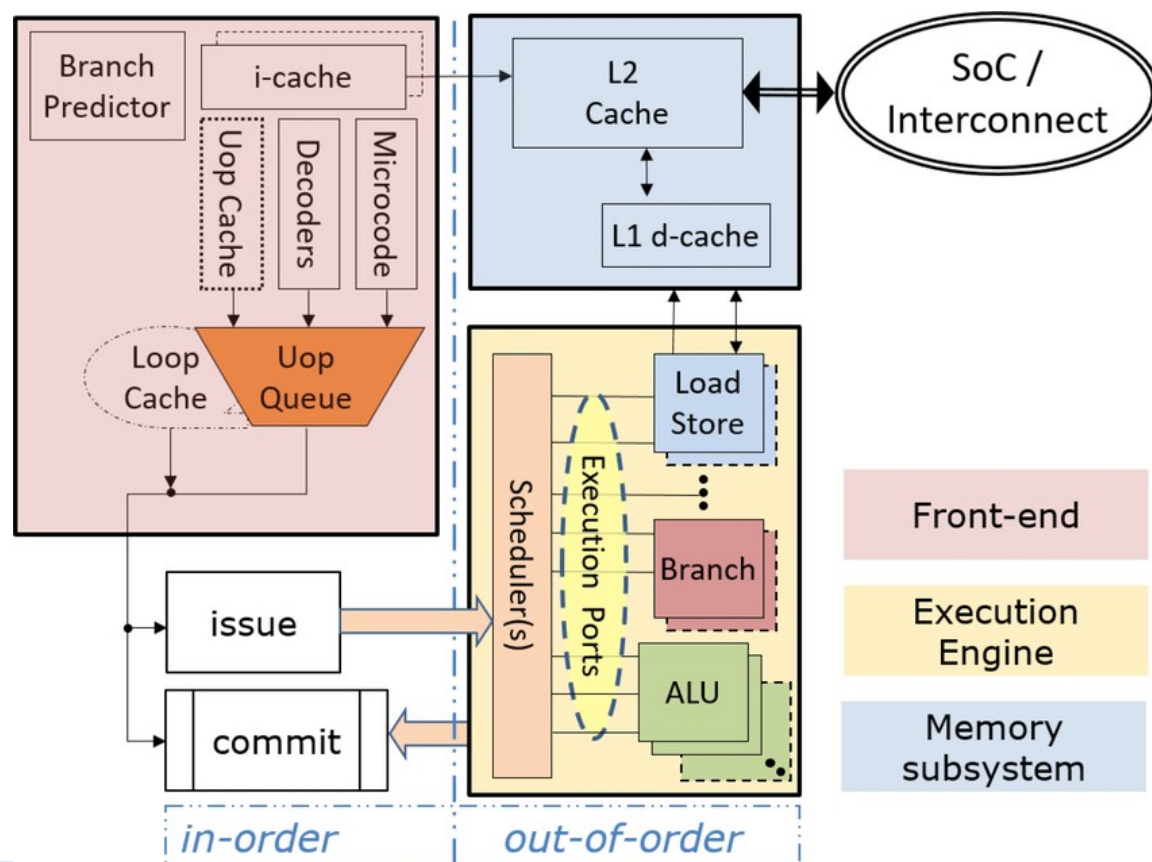 Branch
Predictor
i-cache
Uop Cache
Decoders
Microcode
Loop
Cache
Uop
Queue
L2
Cache
L1 d-cache
SoC /
Interconnect
Scheduler(s)
Execution Ports
Load
Store
Branch
ALU
issue
commit
Front-end
Execution
Engine
Memory
subsystem
in-order
out-of-order